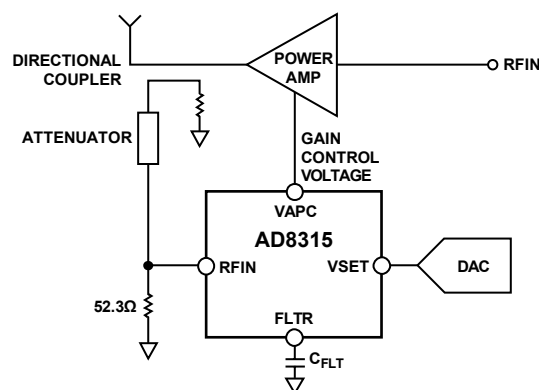 POWER
AMP
RFIN
DIRECTIONAL
COUPLER
ATTENUATOR
GAIN
CONTROL
VOLTAGE
VAPC
AD8315
RFIN
VSET
DAC
52.3Ω
FLTR
CFLT